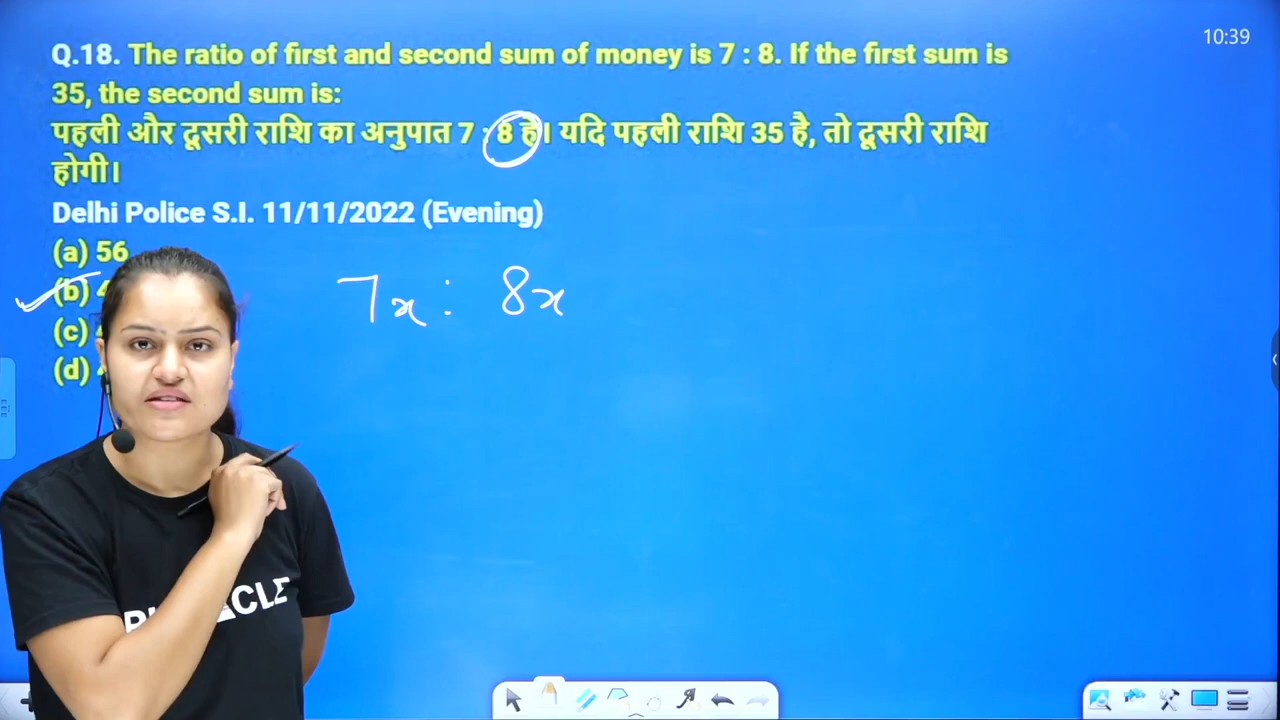 10:39
Q.18. The ratio of first and second sum of money is 7 : 8. If the first sum is
35, the second sum is:
पहली और दूसरी राशि का अनुपात 7 : 8 है। यदि पहली राशि 35 है, तो दूसरी राशि
होगी।
Delhi Police S.I. 11/11/2022 (Evening)
(a) 56
(b) 4
(c)
(d)
7x : 8x